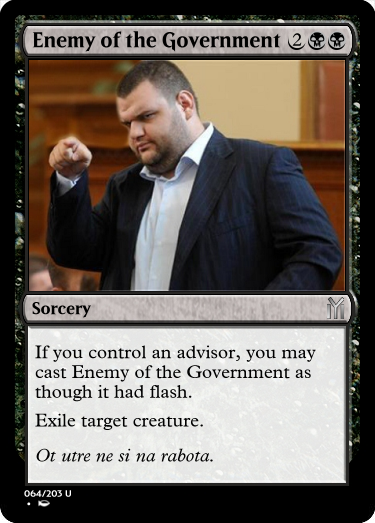 Enemy of the Government 2
Sorcery
If you control an advisor, you may
cast Enemy of the Government as
though it had flash.
Exile target creature.
Ot utre ne si na rabota.
064/203 U